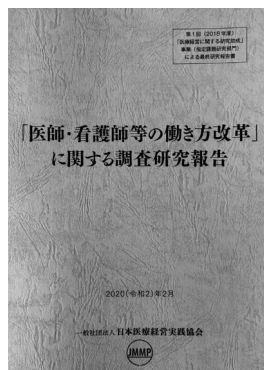 第1回（2018年度）
「医療経営に関する研究助成」
事業（指定課題研究部門）
による最終研究報告書
「医師・看護師等の働き方改革」
に関する調査研究報告
2020（令和2）年2月
一般社団法人 日本医療経営実践協会
JMMP